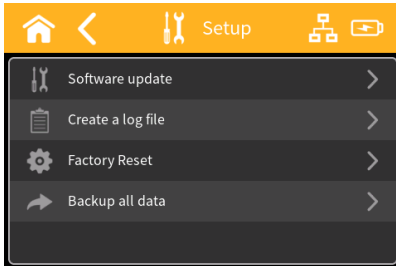 Setup
Software update
Create a log file
Factory Reset
Backup all data